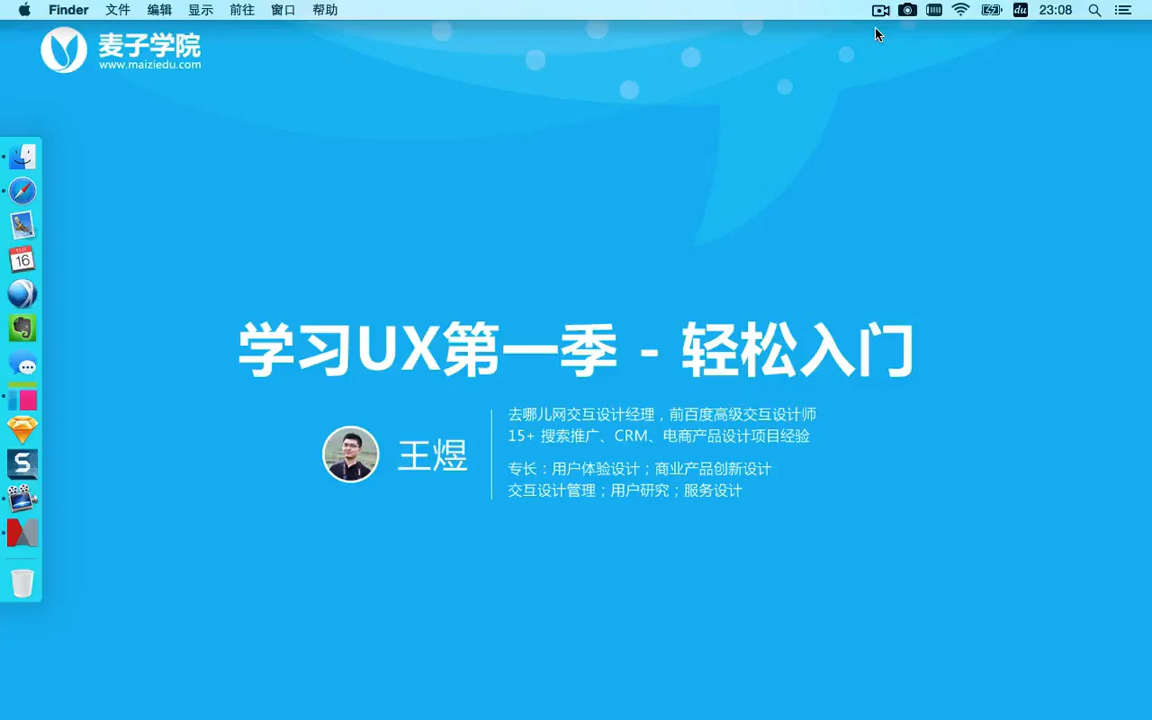 Finder 文件 编辑 显示 前往 窗口 帮助 du 23:08
麦子学院
www.maiziedu.com
16
学习UX第一季 - 轻松入门
王煜
去哪儿网交互设计经理，前百度高级交互设计师
15+ 搜索推广、CRM、电商产品设计项目经验
专长：用户体验设计；商业产品创新设计
交互设计管理；用户研究；服务设计
S